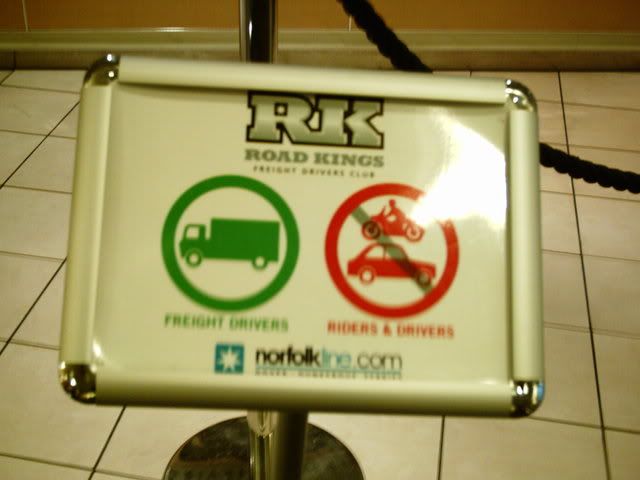 RK
ROAD KINGS
FREIGHT DRIVERS CLUB
FREIGHT DRIVERS
RIDERS & DRIVERS
norfolkline.com